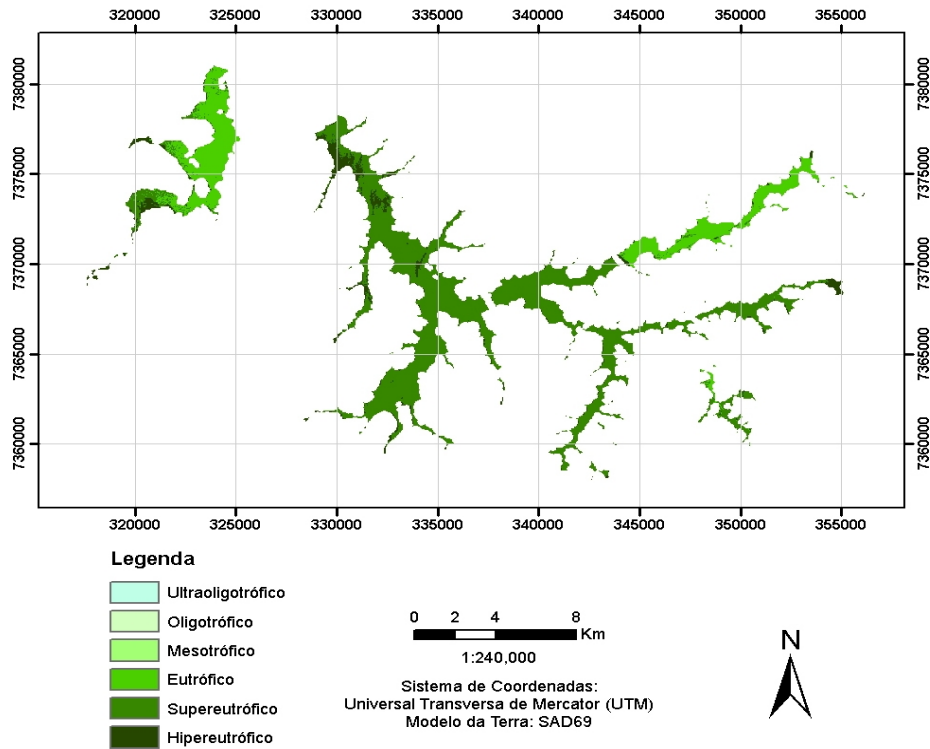 320000 325000 330000 335000 340000 345000 350000 355000
7380000 7380000
7375000 7375000
7370000 7370000
7365000 7365000
7360000 7360000
320000 325000 330000 335000 340000 345000 350000 355000
Legenda
Ultraoligotrófico
Oligotrófico
Mesotrófico
Eutrófico
Supereutrófico
Hipereutrófico
0 2 4 8
Km
1:240,000
Sistema de Coordenadas:
Universal Transversa de Mercator (UTM)
Modelo da Terra: SAD69
N